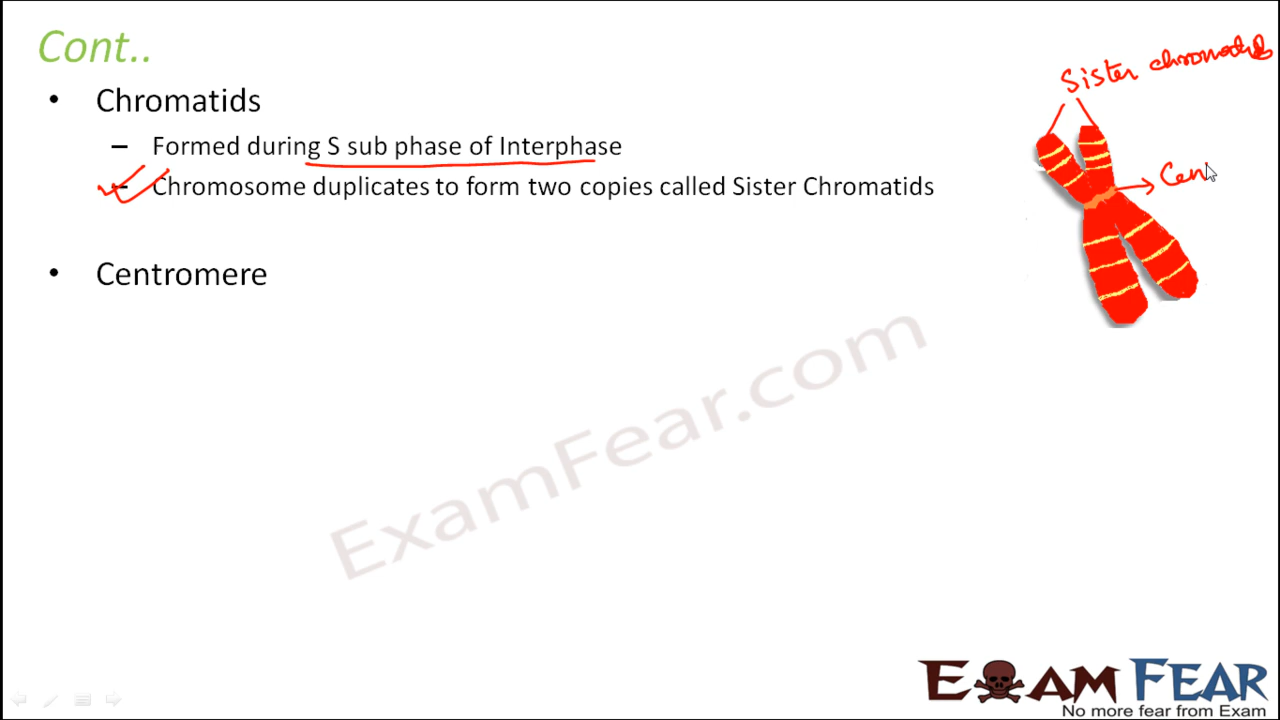 Cont..
• Chromatids
– Formed during S sub phase of Interphase
– Chromosome duplicates to form two copies called Sister Chromatids
• Centromere
Sister chromatids
Cen
ExamFear.com
EXAM FEAR
No more fear from Exam